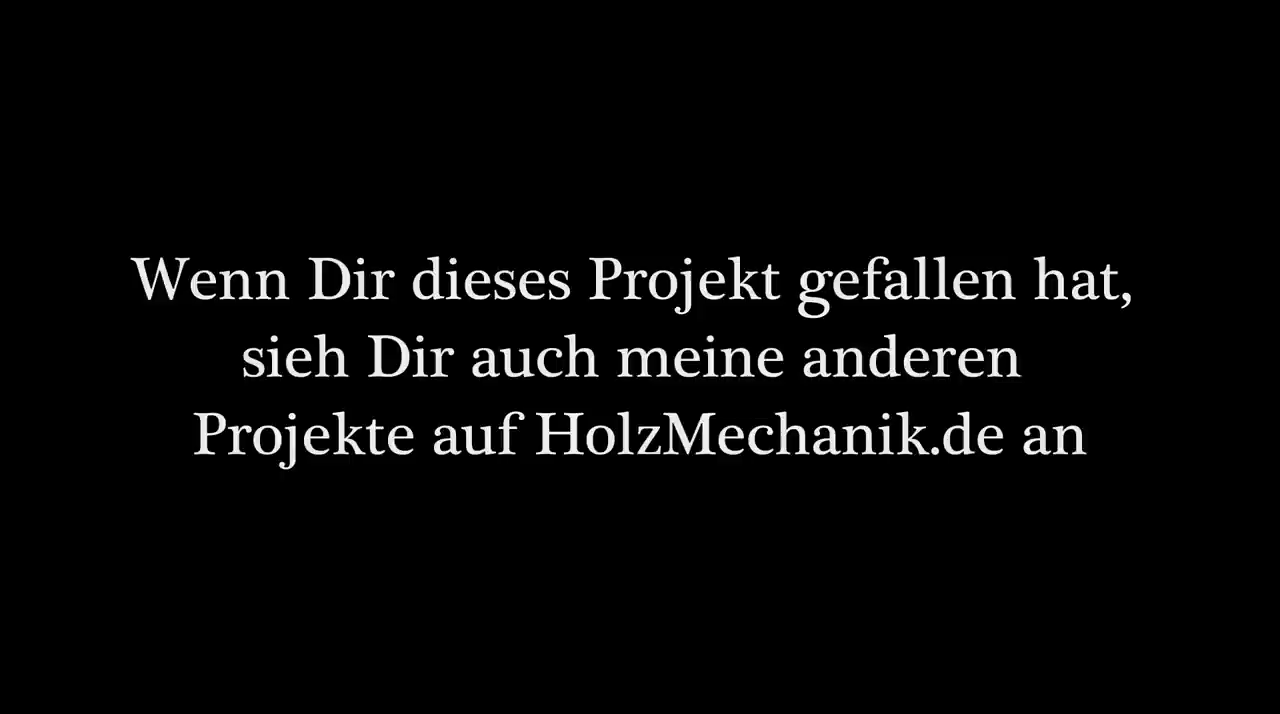 Wenn Dir dieses Projekt gefallen hat,
sieh Dir auch meine anderen
Projekte auf HolzMechanik.de an